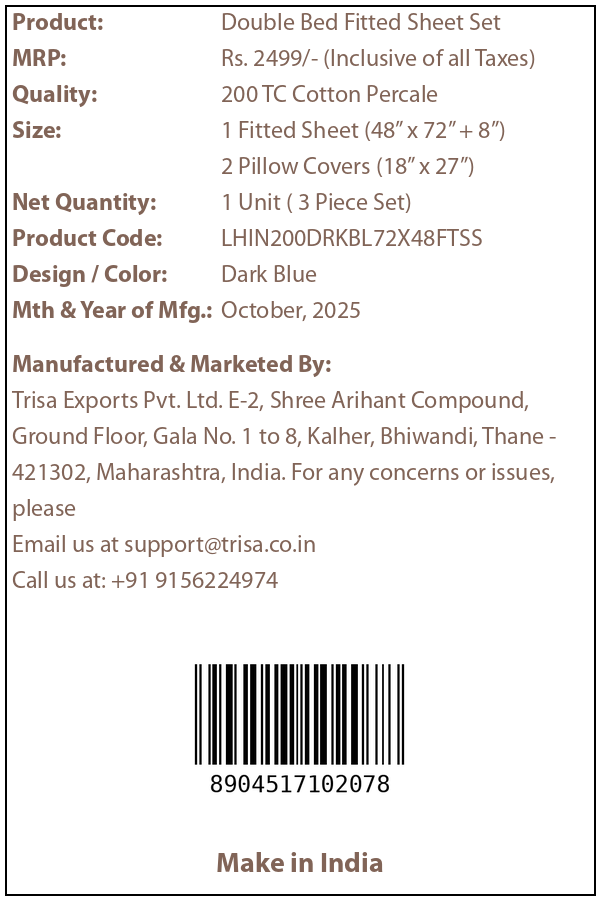 Product: Double Bed Fitted Sheet Set
MRP: Rs. 2499/- (Inclusive of all Taxes)
Quality: 200 TC Cotton Percale
Size: 1 Fitted Sheet (48” x 72” + 8”)
2 Pillow Covers (18” x 27”)
Net Quantity: 1 Unit ( 3 Piece Set)
Product Code: LHIN200DRKBL72X48FTSS
Design / Color: Dark Blue
Mth & Year of Mfg.: October, 2025
Manufactured & Marketed By:
Trisa Exports Pvt. Ltd. E-2, Shree Arihant Compound,
Ground Floor, Gala No. 1 to 8, Kalher, Bhiwandi, Thane -
421302, Maharashtra, India. For any concerns or issues,
please
Email us at support@trisa.co.in
Call us at: +91 9156224974
8904517102078
Make in India